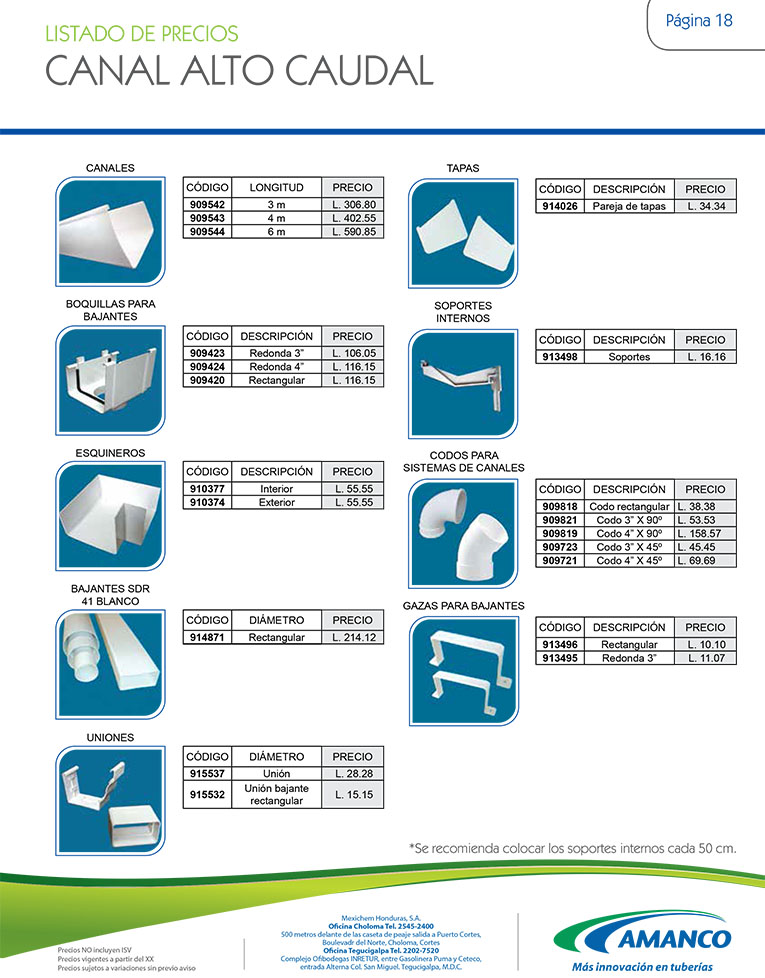 Página 18
LISTADO DE PRECIOS
CANAL ALTO CAUDAL
CANALES
CÓDIGO LONGITUD PRECIO
909542 3 m L. 306.80
909543 4 m L. 402.55
909544 6 m L. 590.85
BOQUILLAS PARA
BAJANTES
CÓDIGO DESCRIPCIÓN PRECIO
909423 Redonda 3” L. 106.05
909424 Redonda 4” L. 116.15
909420 Rectangular L. 116.15
ESQUINEROS
CÓDIGO DESCRIPCIÓN PRECIO
910377 Interior L. 55.55
910374 Exterior L. 55.55
BAJANTES SDR
41 BLANCO
CÓDIGO DIÁMETRO PRECIO
914871 Rectangular L. 214.12
UNIONES
CÓDIGO DIÁMETRO PRECIO
915537 Unión L. 28.28
915532 Unión bajante rectangular L. 15.15
TAPAS
CÓDIGO DESCRIPCIÓN PRECIO
914026 Pareja de tapas L. 34.34
SOPORTES
INTERNOS
CÓDIGO DESCRIPCIÓN PRECIO
913498 Soportes L. 16.16
CODOS PARA
SISTEMAS DE CANALES
CÓDIGO DESCRIPCIÓN PRECIO
909818 Codo rectangular L. 38.38
909821 Codo 3” X 90º L. 53.53
909819 Codo 4” X 90º L. 158.57
909723 Codo 3” X 45º L. 45.45
909721 Codo 4” X 45º L. 69.69
GAZAS PARA BAJANTES
CÓDIGO DESCRIPCIÓN PRECIO
913496 Rectangular L. 10.10
913495 Redonda 3” L. 11.07
*Se recomienda colocar los soportes internos cada 50 cm.
Precios NO incluyen ISV
Precios vigentes a partir del XX
Precios sujetos a variaciones sin previo aviso
Mexichem Honduras, S.A.
Oficina Choloma Tel. 2545-2400
500 metros delante de las caseta de peaje salida a Puerto Cortes,
Boulevadr del Norte, Choloma, Cortes
Oficina Tegucigalpa Tel. 2202-7520
Complejo Ofibodegas INRETUR, entre Gasolinera Puma y Ceteco,
entrada Alterna Col. San Miguel. Tegucigalpa, M.D.C.
AMANCO
Más innovación en tuberías